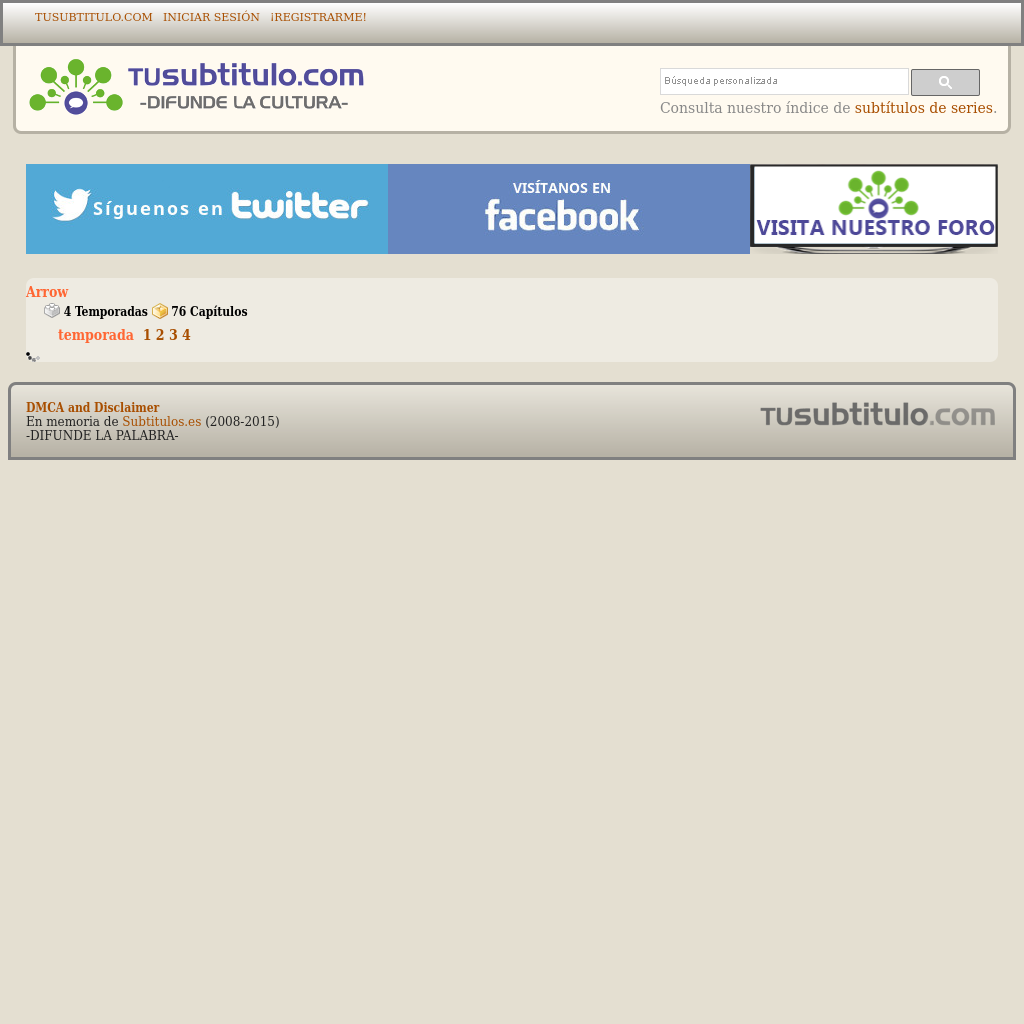 TUSUBTITULO.COM INICIAR SESIÓN ¡REGISTRARME!
TUsubtitulo.com
-DIFUNDE LA CULTURA-
Búsqueda personalizada
Consulta nuestro índice de subtítulos de series.
Síguenos en twitter
VISÍTANOS EN
facebook
VISITA NUESTRO FORO
Arrow
4 Temporadas 76 Capítulos
temporada 1 2 3 4
DMCA and Disclaimer
En memoria de Subtitulos.es (2008-2015)
-DIFUNDE LA PALABRA-
TUsubtitulo.com